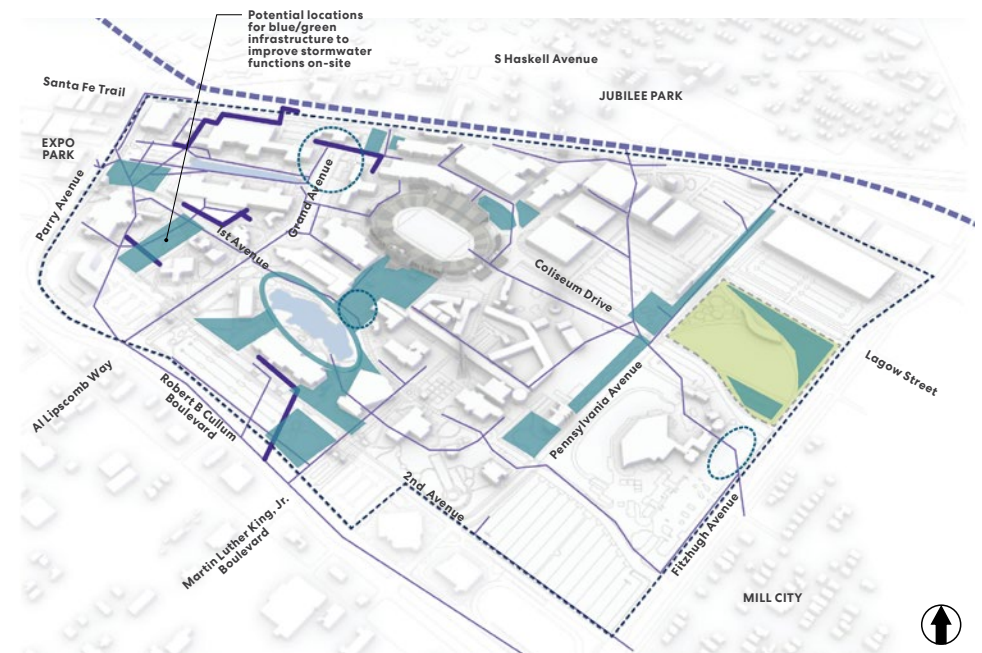 Potential locations
for blue/green
infrastructure to
improve stormwater
functions on-site
S Haskell Avenue
Santa Fe Trail
JUBILEE PARK
EXPO
PARK
Parry Avenue
Grand Avenue
1st Avenue
Coliseum Drive
Lagow Street
Al Lipscomb Way
Robert B Cullum
Boulevard
Pennsylvania Avenue
2nd Avenue
Martin Luther King, Jr.
Boulevard
Fitzhugh Avenue
MILL CITY